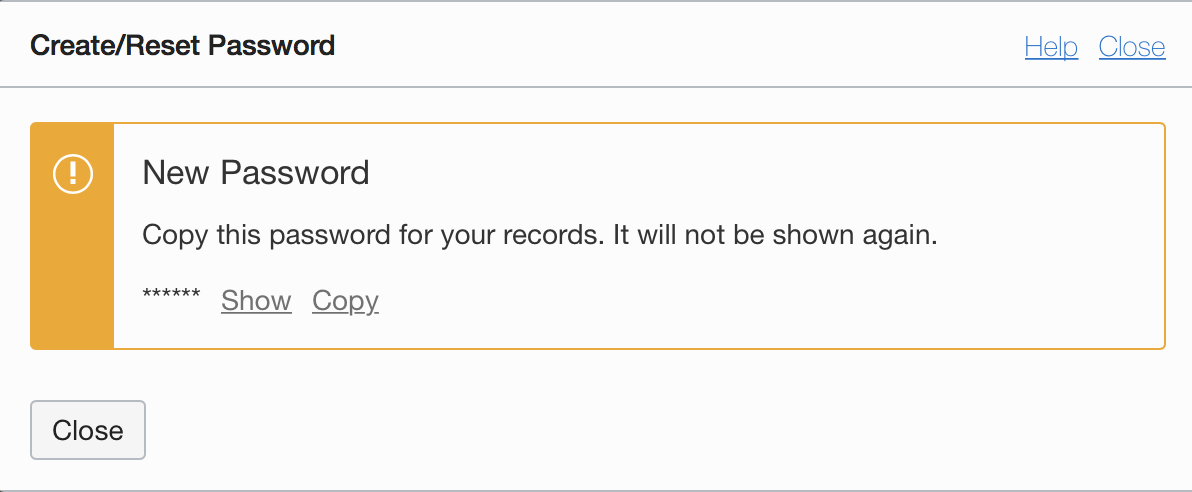 Create/Reset Password Help Close
New Password
Copy this password for your records. It will not be shown again.
****** Show Copy
Close